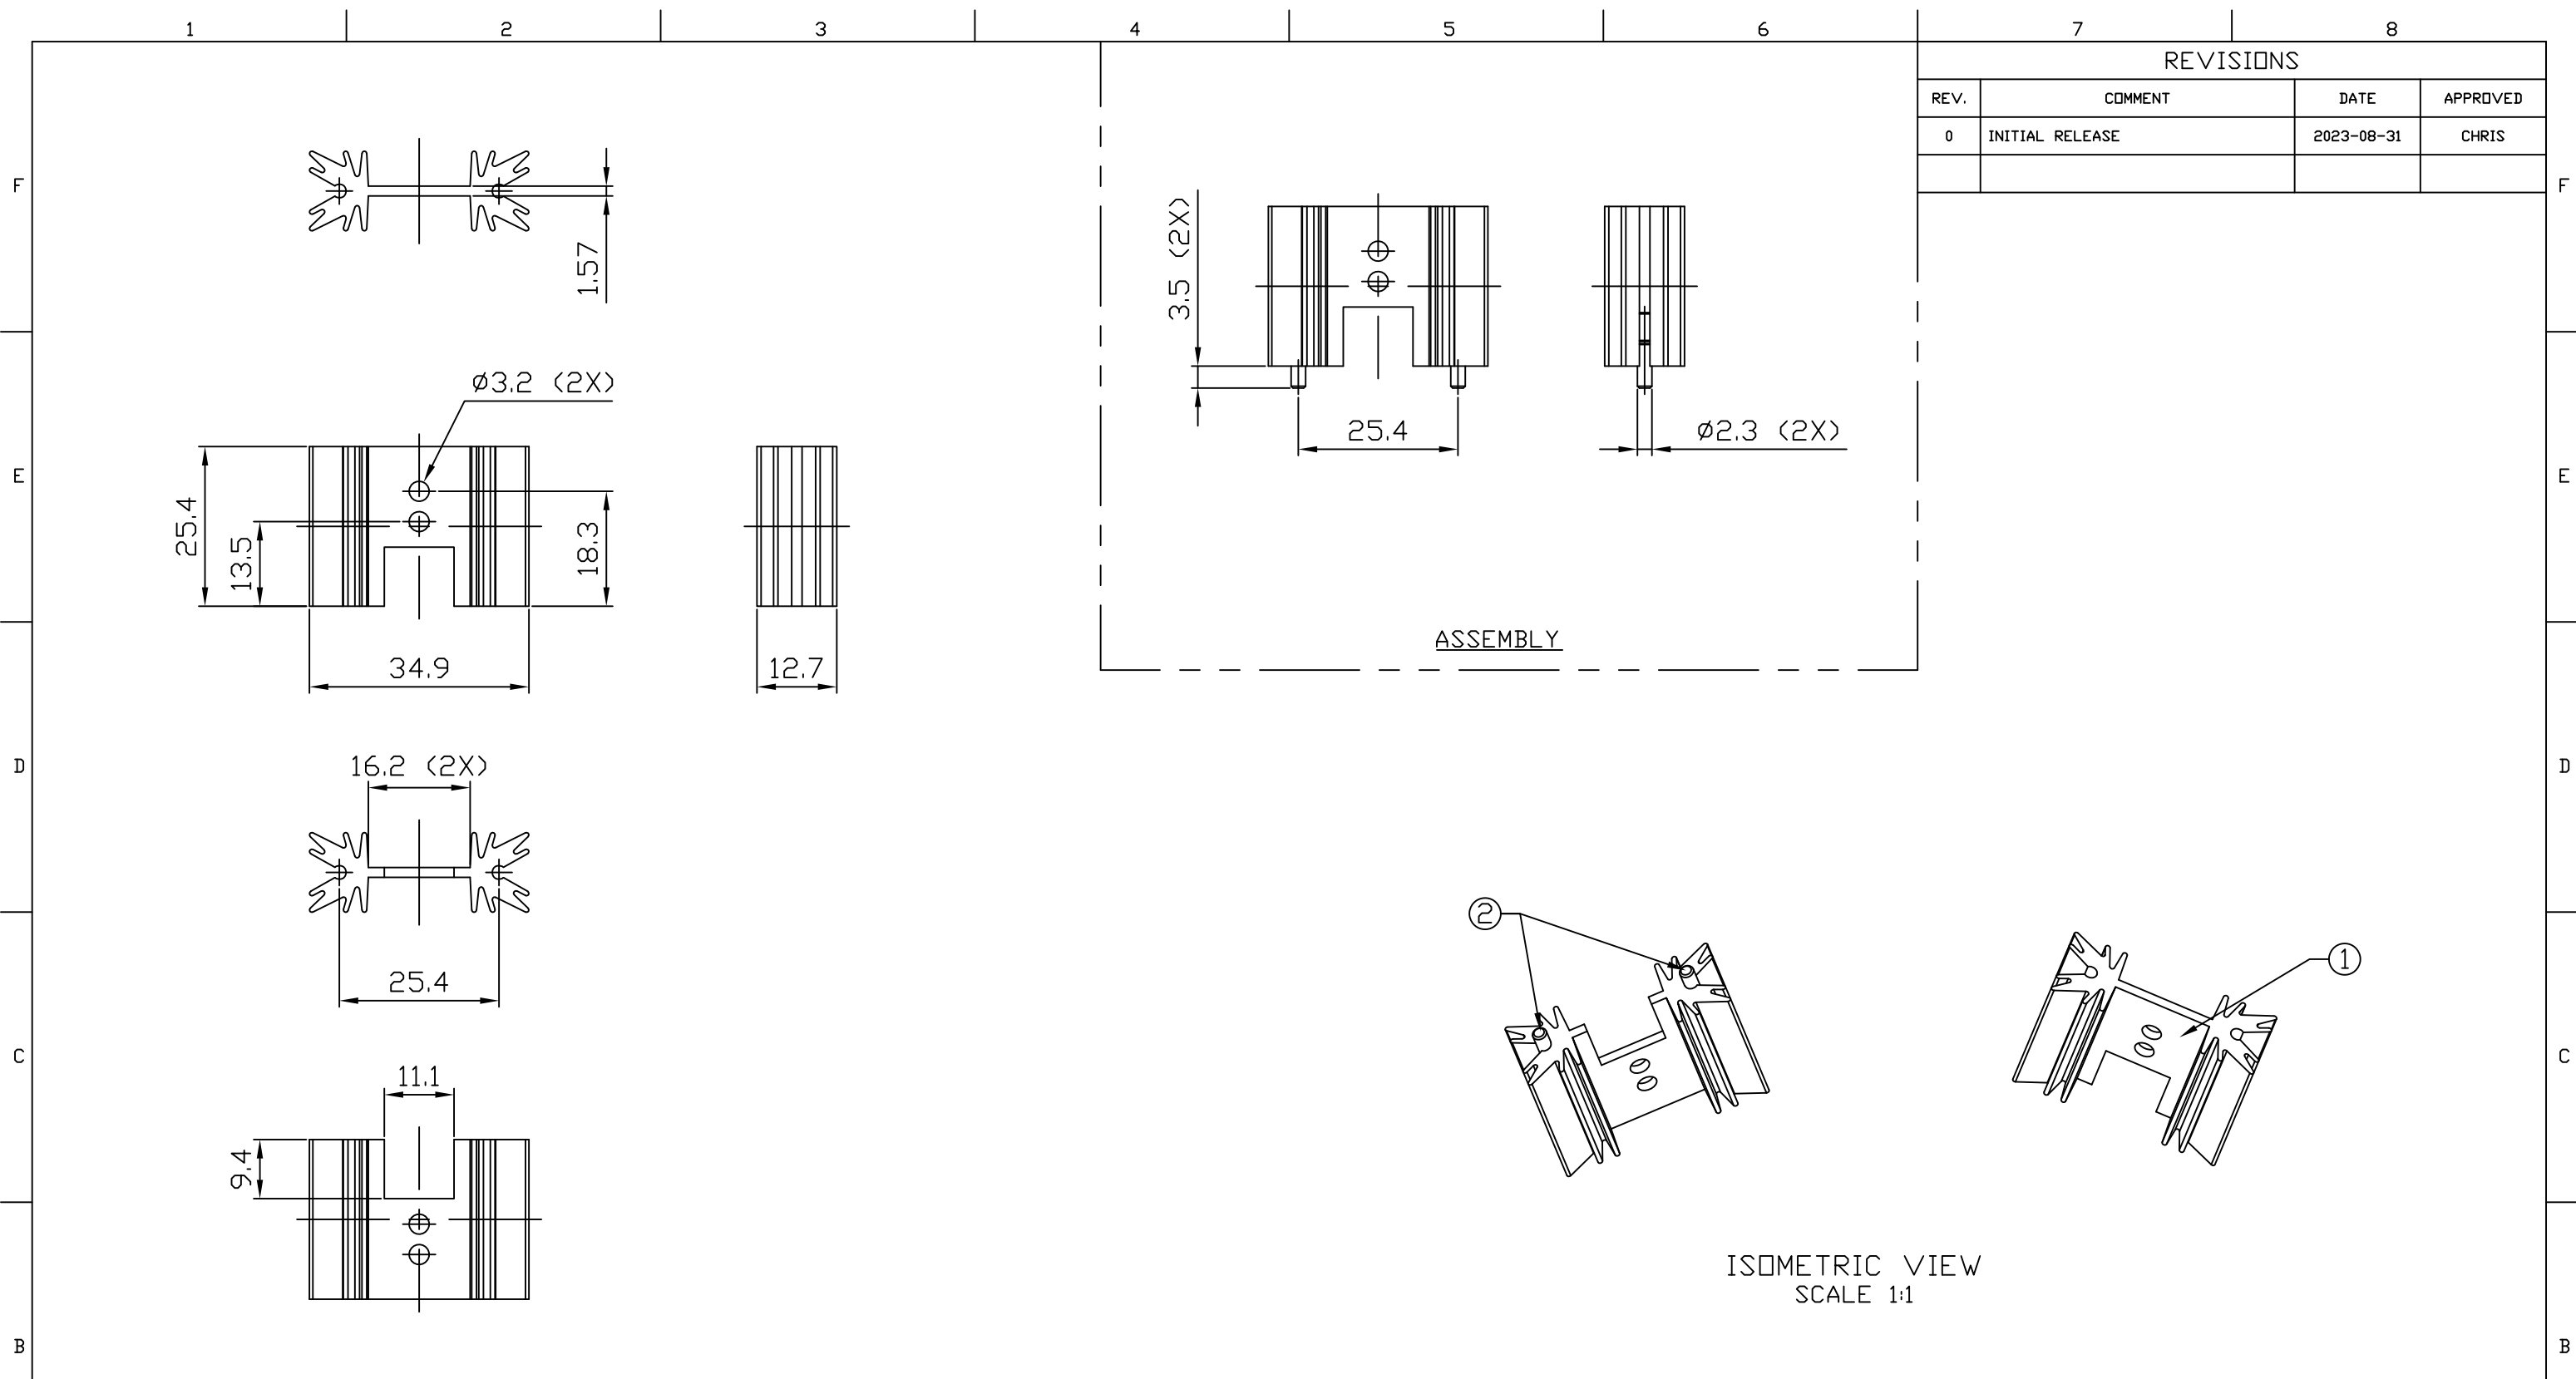 1 2 3 4 5 6 7 8
REVISIONS
REV. COMMENT DATE APPROVED
0 INITIAL RELEASE 2023-08-31 CHRIS
F F
1.57
3.5 (2X)
ø3.2 (2X)
25.4
ø2.3 (2X)
E E
25.4
13.5
18.3
ASSEMBLY
34.9
12.7
16.2 (2X)
D D
2
1
25.4
C C
11.1
9.4
ISOMETRIC VIEW
SCALE 1:1
B B